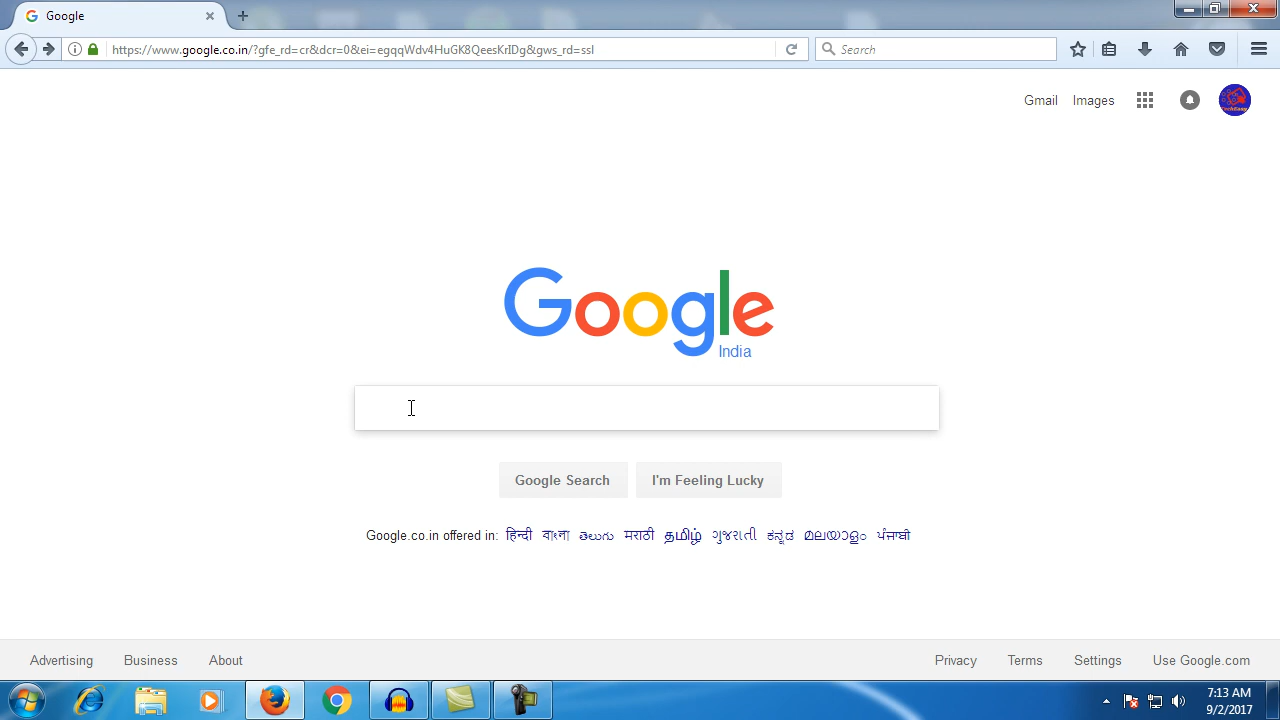 Google
https://www.google.co.in/?gfe_rd=cr&dcr=0&ei=egqqWdv4HuGK8QeesKrIDg&gws_rd=ssl
Search
Gmail Images
Google
India
Google Search I'm Feeling Lucky
Google.co.in offered in: हिन्दी বাংলা తెలుగు मराठी தமிழ் ગુજરાતી ಕನ್ನಡ മലയാളം ਪੰਜਾਬੀ
Advertising Business About Privacy Terms Settings Use Google.com
7:13 AM
9/2/2017